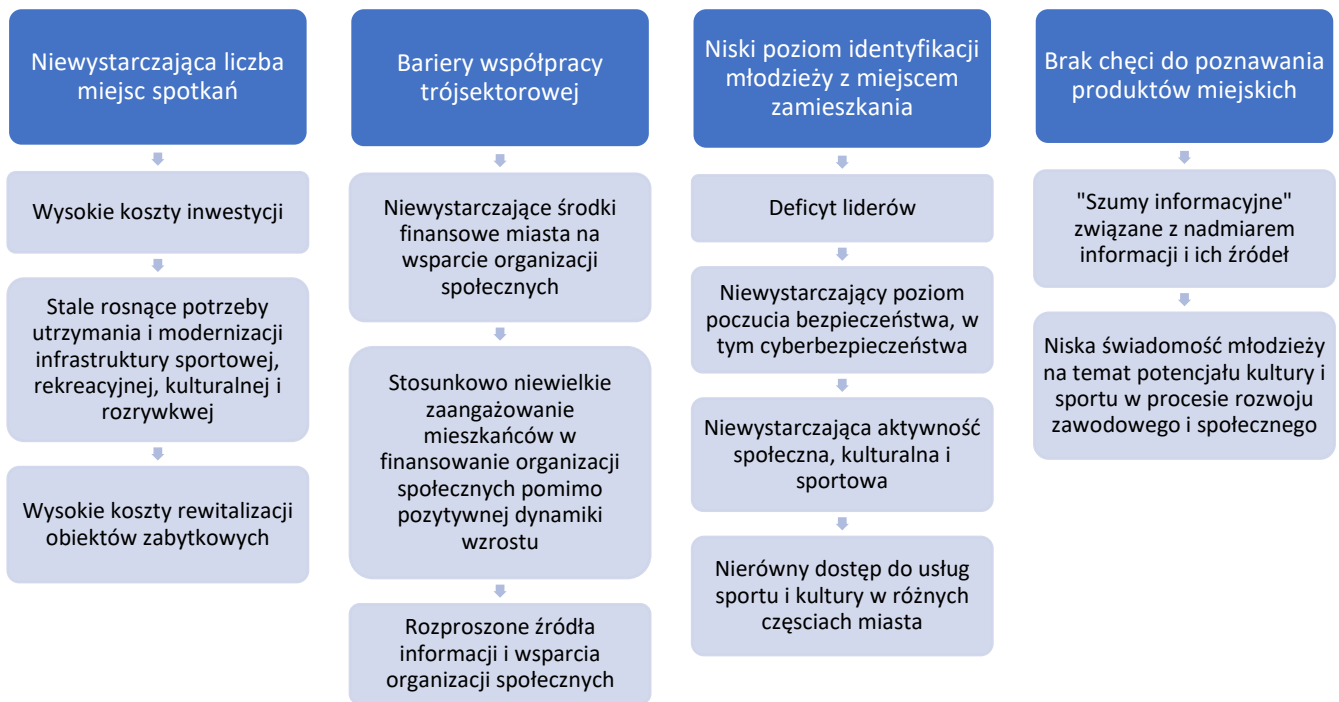 Niewystarczająca liczba
miejsc spotkań
Wysokie koszty inwestycji
Stale rosnące potrzeby
utrzymania i modernizacji
infrastruktury sportowej,
rekreacyjnej, kulturalnej i
rozrywkwej
Wysokie koszty rewitalizacji
obiektów zabytkowych
Bariery współpracy
trójsektorowej
Niewystarczające środki
finansowe miasta na
wsparcie organizacji
społecznych
Stosunkowo niewielkie
zaangażowanie
mieszkańców w
finansowanie organizacji
społecznych pomimo
pozytywnej dynamiki
wzrostu
Rozproszone źródła
informacji i wsparcia
organizacji społecznych
Niski poziom identyfikacji
młodzieży z miejscem
zamieszkania
Deficyt liderów
Niewystarczający poziom
poczucia bezpieczeństwa, w
tym cyberbezpieczeństwa
Niewystarczająca aktywność
społeczna, kulturalna i
sportowa
Nierówny dostęp do usług
sportu i kultury w różnych
częsciach miasta
Brak chęci do poznawania
produktów miejskich
"Szumy informacyjne"
związane z nadmiarem
informacji i ich źródeł
Niska świadomość młodzieży
na temat potencjału kultury i
sportu w procesie rozwoju
zawodowego i społecznego